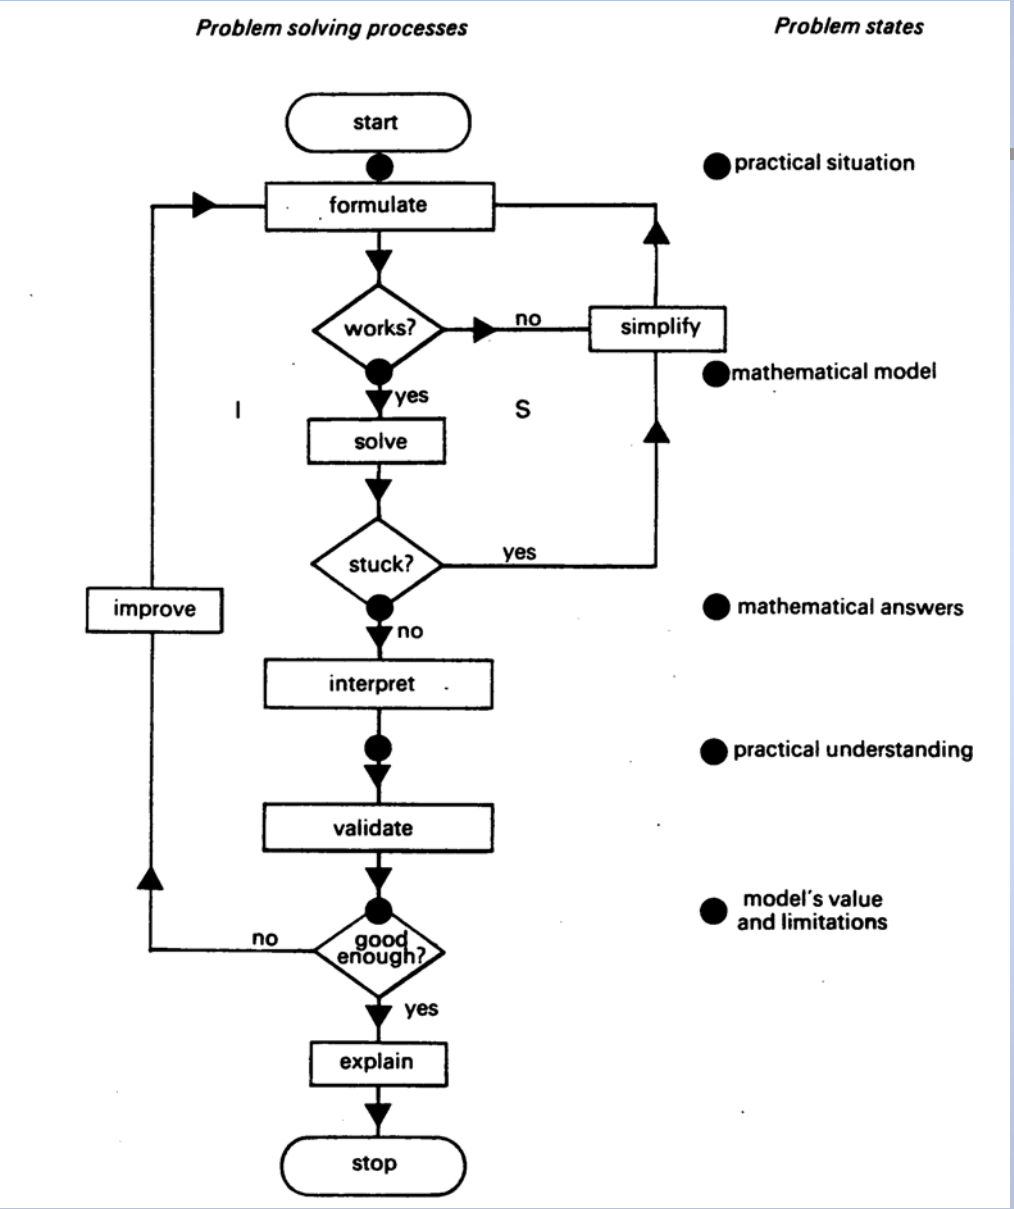 Problem solving processes
Problem states
start
practical situation
formulate
works?
no
simplify
mathematical model
yes
I
S
solve
stuck?
yes
improve
mathematical answers
no
interpret
practical understanding
validate
model's value
and limitations
no
good
enough?
yes
explain
stop